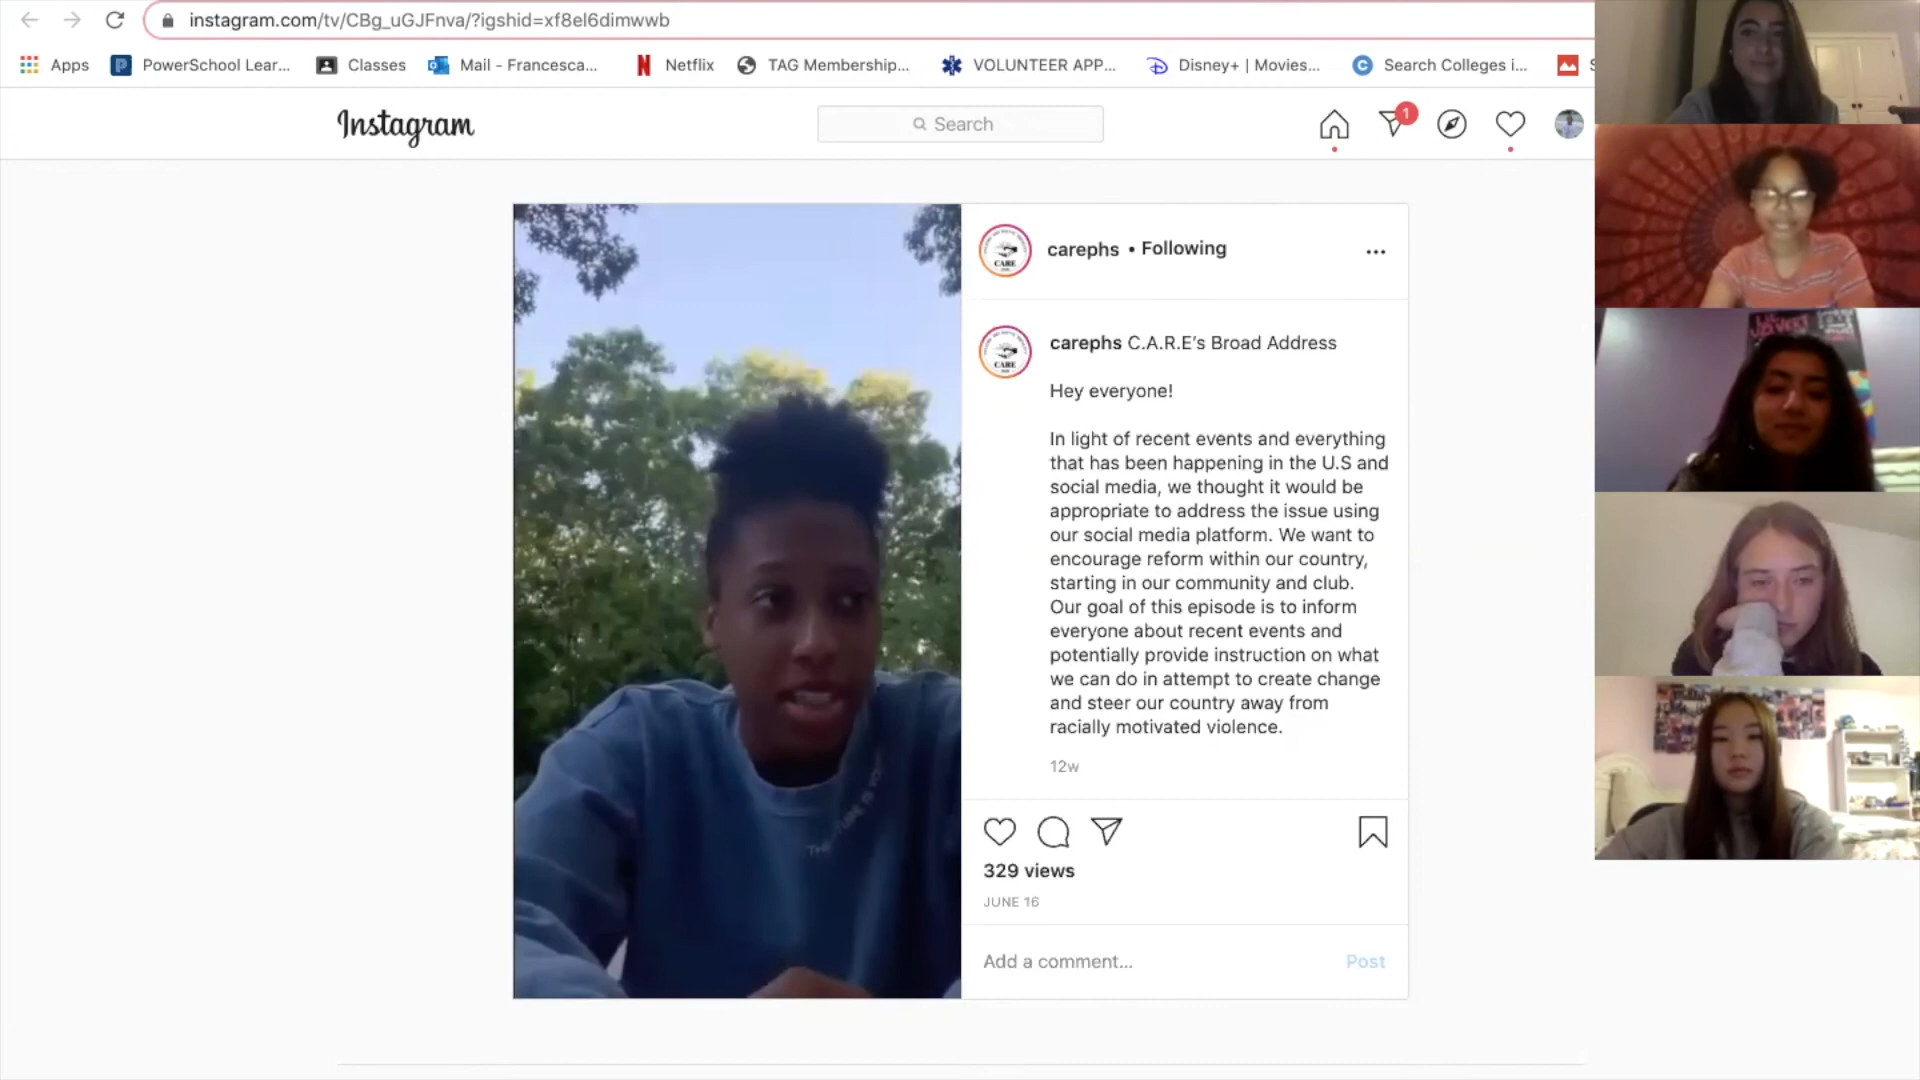 instagram.com/tv/CBg_uGJFnva/?igshid=xf8el6dimwwb
Apps PowerSchool Lear... Classes Mail - Francesca... Netflix TAG Membership... VOLUNTEER APP... Disney+ | Movies... Search Colleges i...
Instagram
Search
1
carephs • Following
CARE
carephs C.A.R.E’s Broad Address
CARE
Hey everyone!
In light of recent events and everything
that has been happening in the U.S and
social media, we thought it would be
appropriate to address the issue using
our social media platform. We want to
encourage reform within our country,
starting in our community and club.
Our goal of this episode is to inform
everyone about recent events and
potentially provide instruction on what
we can do in attempt to create change
and steer our country away from
racially motivated violence.
12w
329 views
JUNE 16
Add a comment...
Post